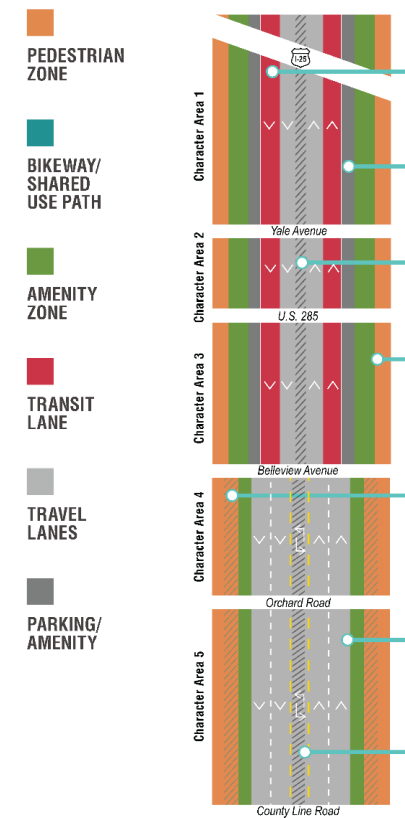 PEDESTRIAN
ZONE
BIKEWAY/
SHARED
USE PATH
AMENITY
ZONE
TRANSIT
LANE
TRAVEL
LANES
PARKING/
AMENITY
I-25
Character Area 1
Yale Avenue
Character Area 2
U.S. 285
Character Area 3
Belleview Avenue
Character Area 4
Orchard Road
Character Area 5
County Line Road